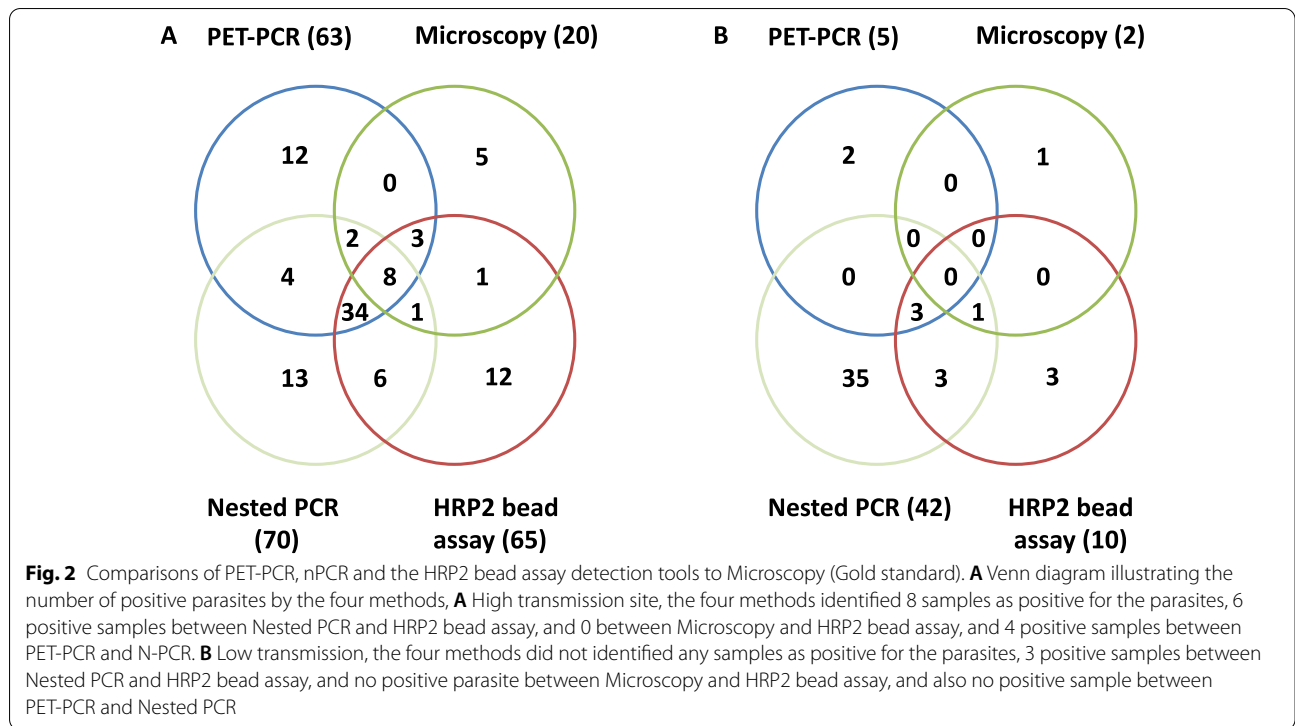 A PET-PCR (63) Microscopy (20) B PET-PCR (5) Microscopy (2)
12 5 2 1
0 0
2 3 0 0
4 8 1 0 0 0
34 1 3 1
13 6 12 35 3 3
Nested PCR HRP2 bead Nested PCR (42) HRP2 bead
(70) assay (65) assay (10)
Fig. 2 Comparisons of PET-PCR, nPCR and the HRP2 bead assay detection tools to Microscopy (Gold standard). A Venn diagram illustrating the
number of positive parasites by the four methods, A High transmission site, the four methods identified 8 samples as positive for the parasites, 6
positive samples between Nested PCR and HRP2 bead assay, and 0 between Microscopy and HRP2 bead assay, and 4 positive samples between
PET-PCR and N-PCR. B Low transmission, the four methods did not identified any samples as positive for the parasites, 3 positive samples between
Nested PCR and HRP2 bead assay, and no positive parasite between Microscopy and HRP2 bead assay, and also no positive sample between
PET-PCR and Nested PCR